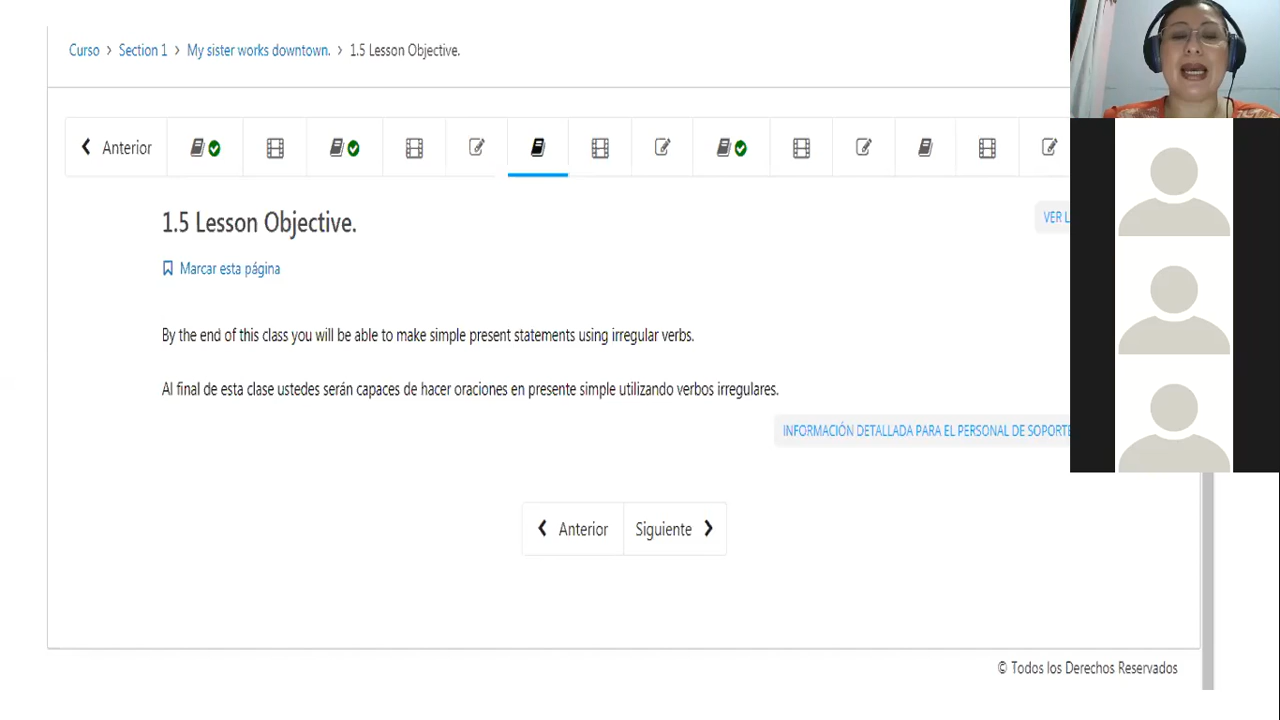 Curso > Section 1 > My sister works downtown. > 1.5 Lesson Objective.
Anterior
1.5 Lesson Objective.
VER L
Marcar esta página
By the end of this class you will be able to make simple present statements using irregular verbs.
Al final de esta clase ustedes serán capaces de hacer oraciones en presente simple utilizando verbos irregulares.
INFORMACIÓN DETALLADA PARA EL PERSONAL DE SOPORTE
Anterior Siguiente
© Todos los Derechos Reservados